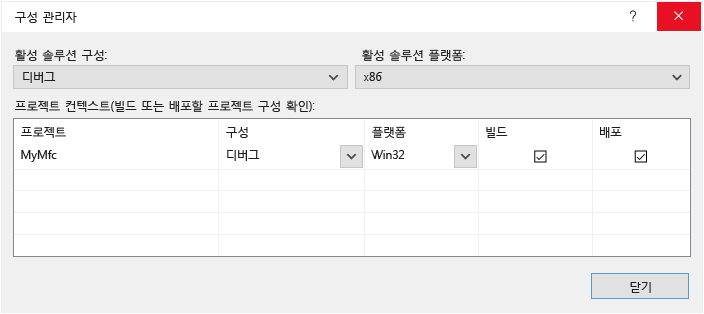 구성 관리자
?
활성 솔루션 구성: 활성 솔루션 플랫폼:
디버그 x86
프로젝트 컨텍스트(빌드 또는 배포할 프로젝트 구성 확인):
프로젝트 구성 플랫폼 빌드 배포
MyMfc 디버그 Win32
닫기